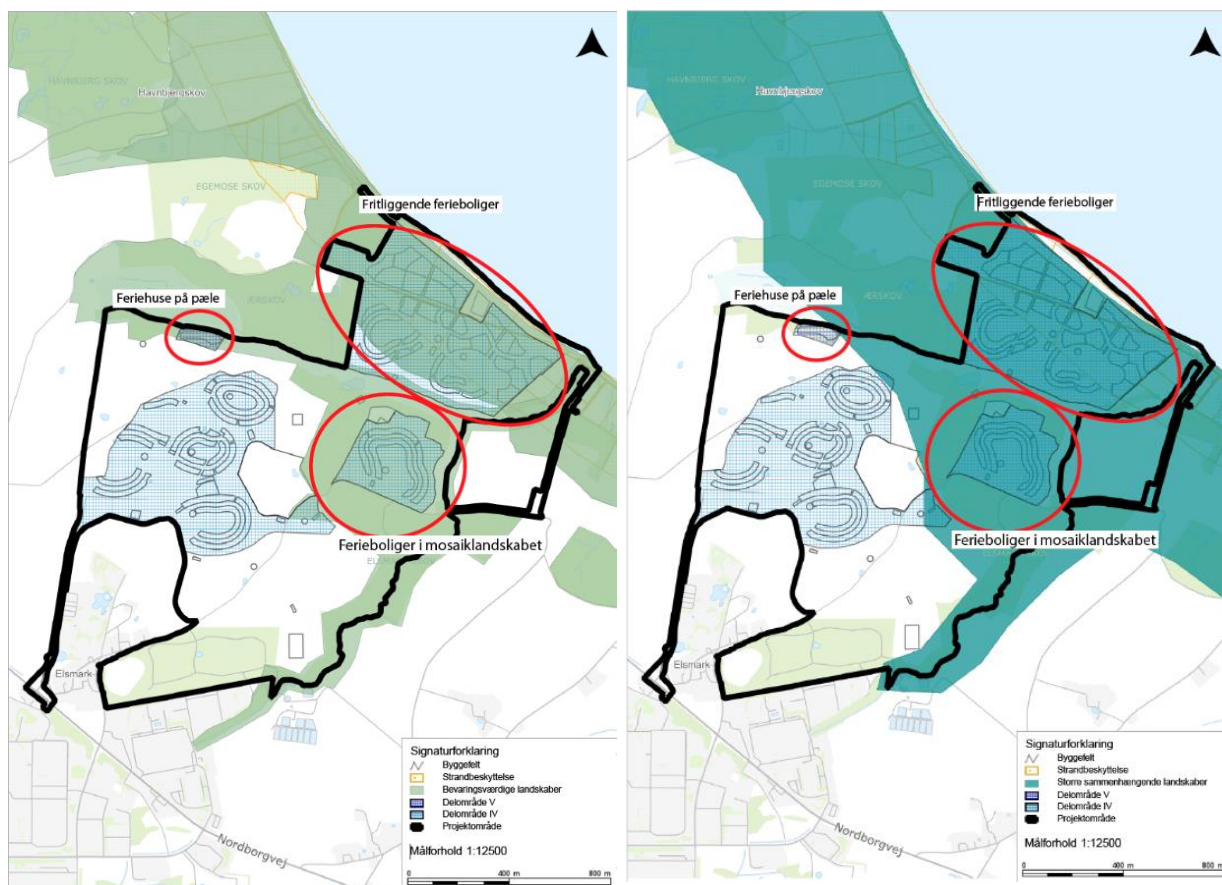 HAVNBJERG SKOV
Havnbjergskov
EGEMOSE SKOV
Fritliggende ferieboliger
ÆRSKOV
Feriehuse på pæle
Ferieboliger i mosaiklandskabet
Elsmark
Nordborgvej
Signaturforklaring
Byggefelt
Strandbeskyttelse
Bevaringsværdige landskaber
Delområde V
Delområde IV
Projektområde
Målforhold 1:12500
0 400 m 800 m
HAVNBJERG SKOV
Havnbjergskov
EGEMOSE SKOV
Fritliggende ferieboliger
ÆRSKOV
Feriehuse på pæle
Ferieboliger i mosaiklandskabet
Elsmark
Nordborgvej
Signaturforklaring
Byggefelt
Strandbeskyttelse
Større sammenhængende landskaber
Delområde V
Delområde IV
Projektområde
Målforhold 1:12500
0 400 m 800 m